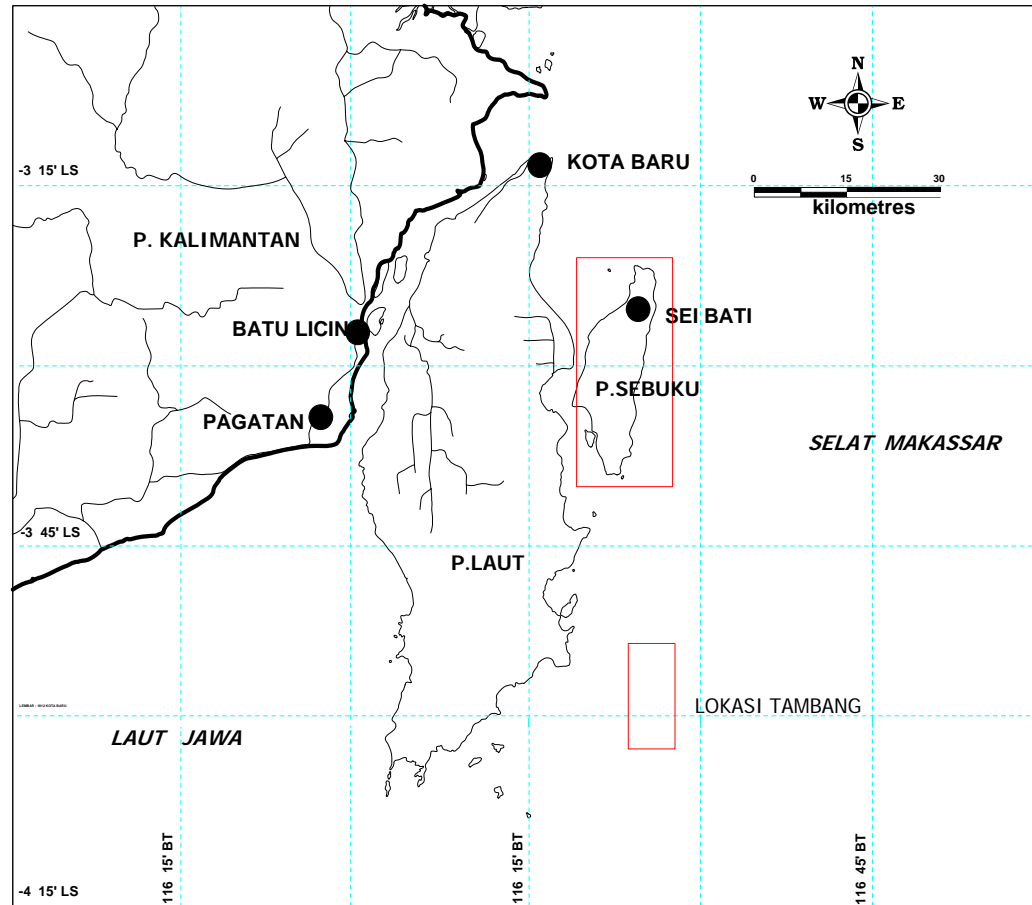 N
W E
S
-3 15' LS
KOTA BARU
0 15 30
kilometres
P. KALIMANTAN
BATU LICIN
SEI BATI
P.SEBUKU
PAGATAN
SELAT MAKASSAR
-3 45' LS
P.LAUT
LOKASI TAMBANG
LAUT JAWA
116 15' BT
116 15' BT
116 45' BT
-4 15' LS